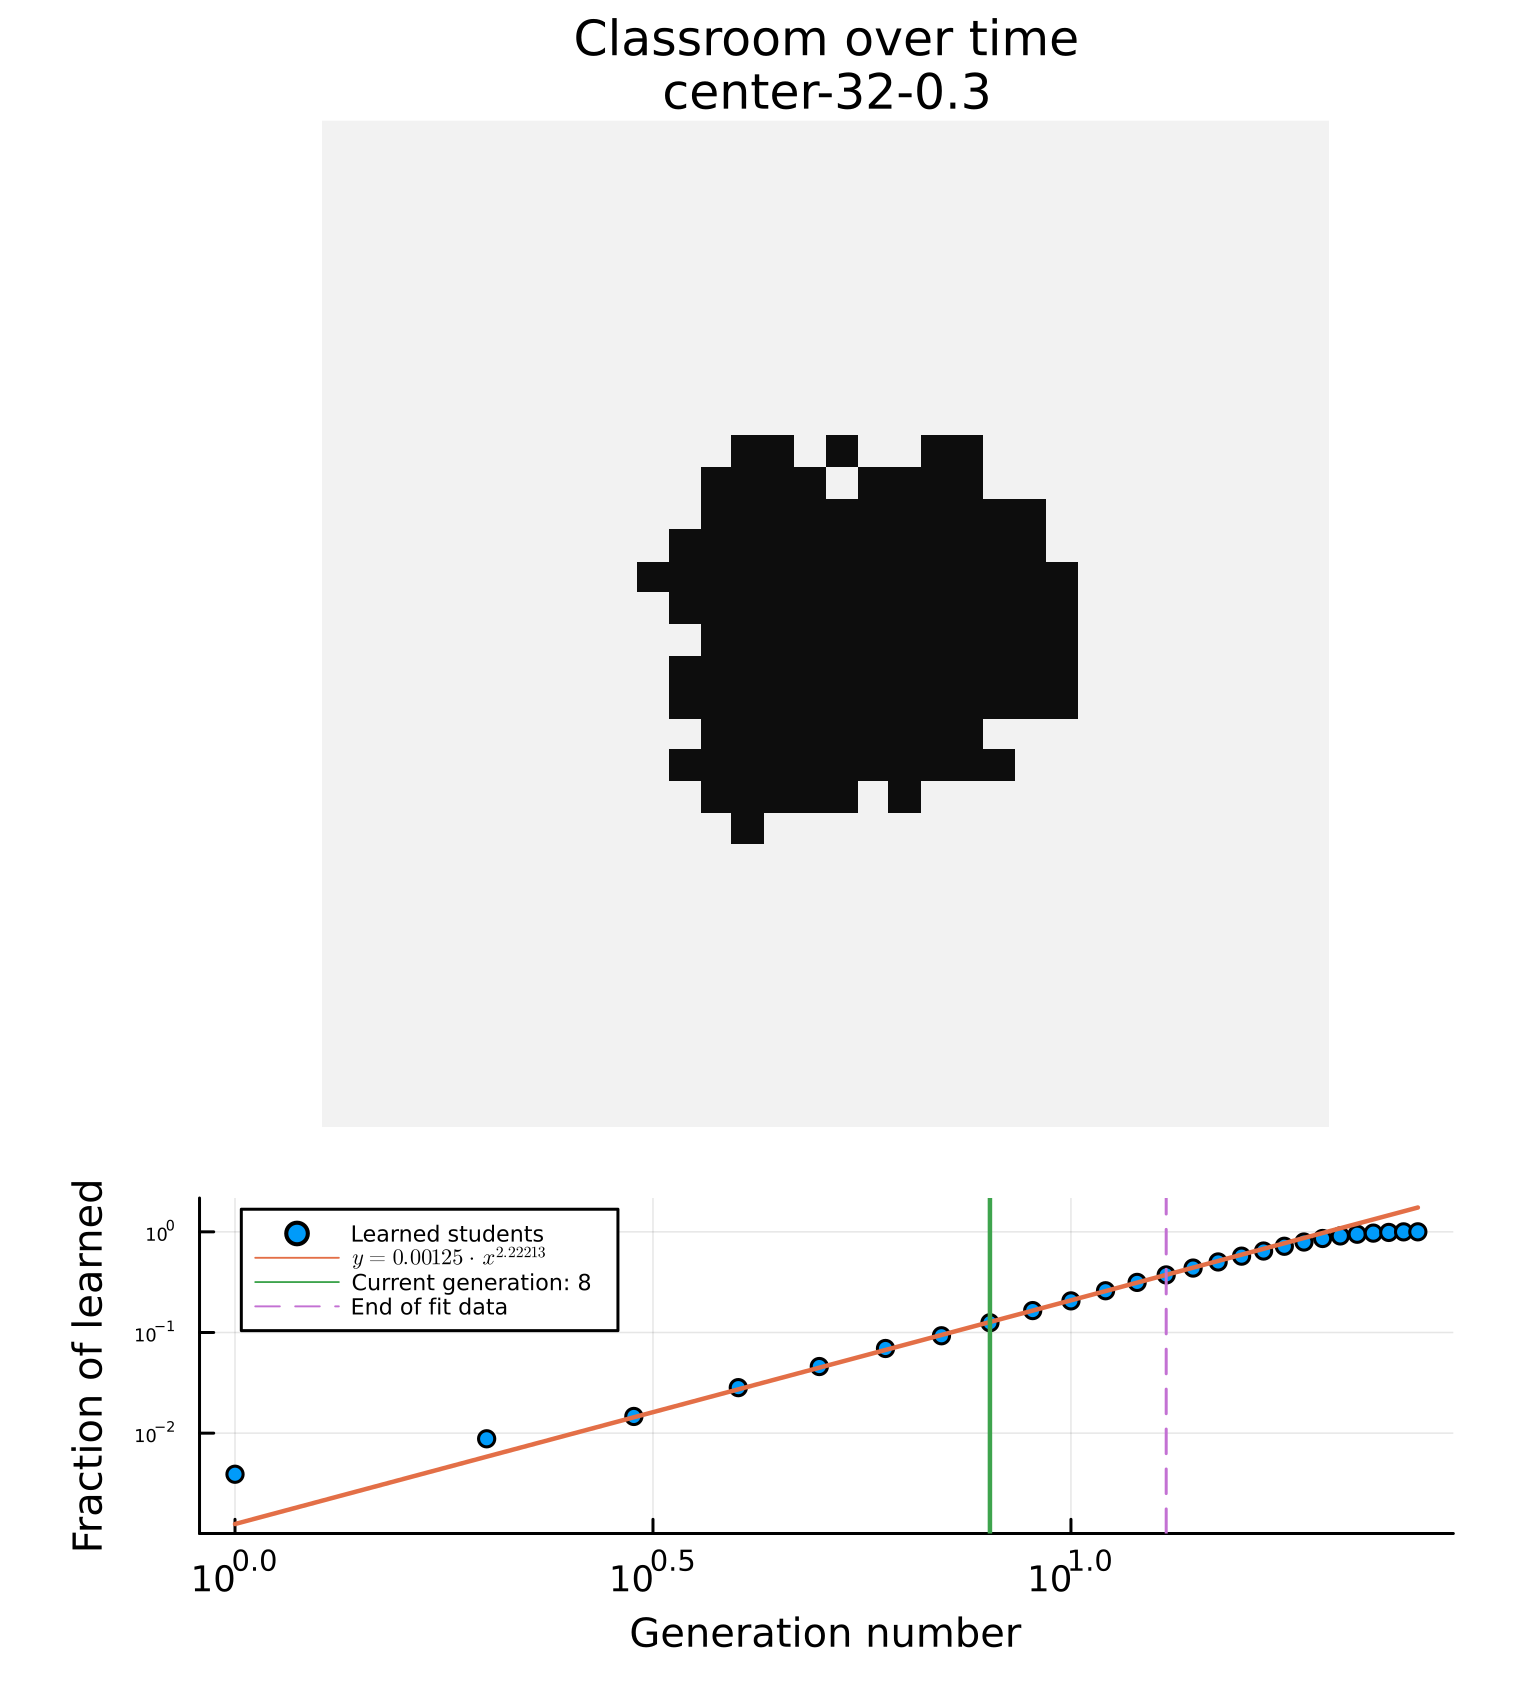 Classroom over time
center-32-0.3
Fraction of learned
10^0
10^-1
10^-2
Learned students
y = 0.00125 · x^2.22213
Current generation: 8
End of fit data
10^0.0 10^0.5 10^1.0
Generation number